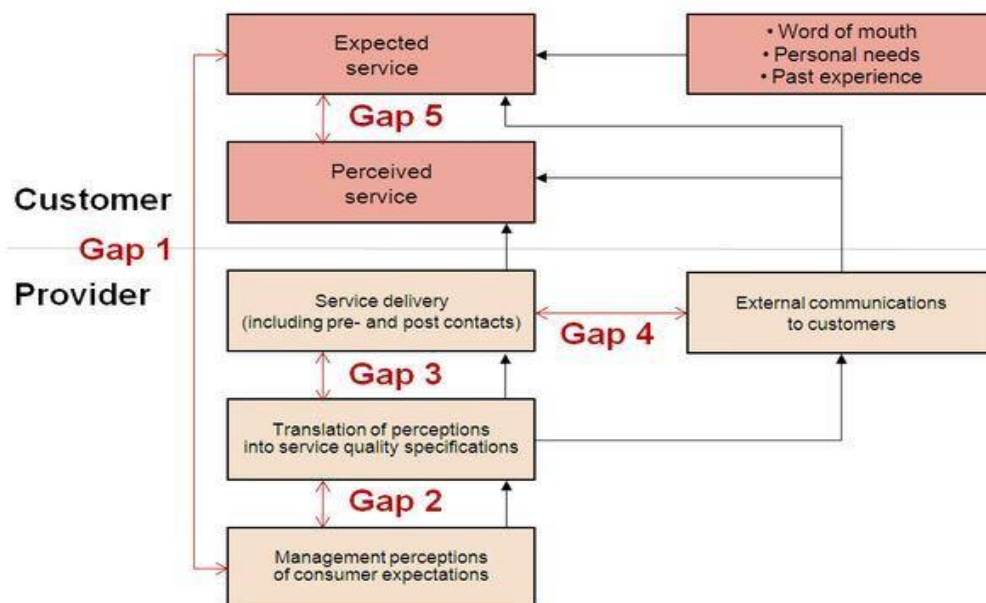 Expected
service
• Word of mouth
• Personal needs
• Past experience
Gap 5
Perceived
service
Customer
Gap 1
Provider
Service delivery
(including pre- and post contacts)
Gap 4
External communications
to customers
Gap 3
Translation of perceptions
into service quality specifications
Gap 2
Management perceptions
of consumer expectations